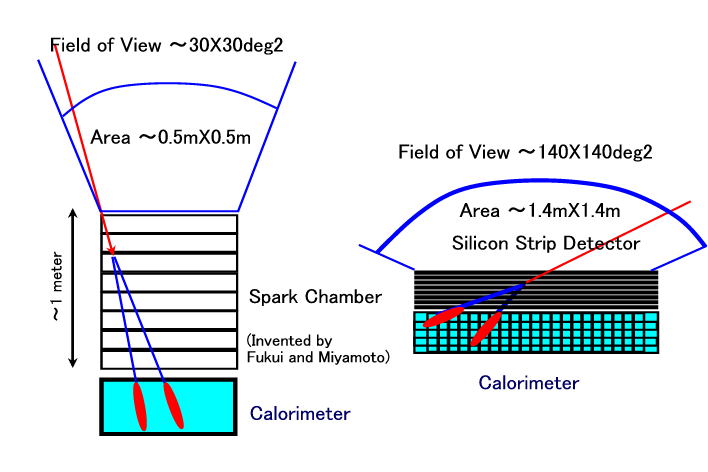 Field of View ～30X30deg2
Area ～0.5mX0.5m
～1 meter
Spark Chamber
(Invented by
Fukui and Miyamoto)
Calorimeter
Field of View ～140X140deg2
Area ～1.4mX1.4m
Silicon Strip Detector
Calorimeter